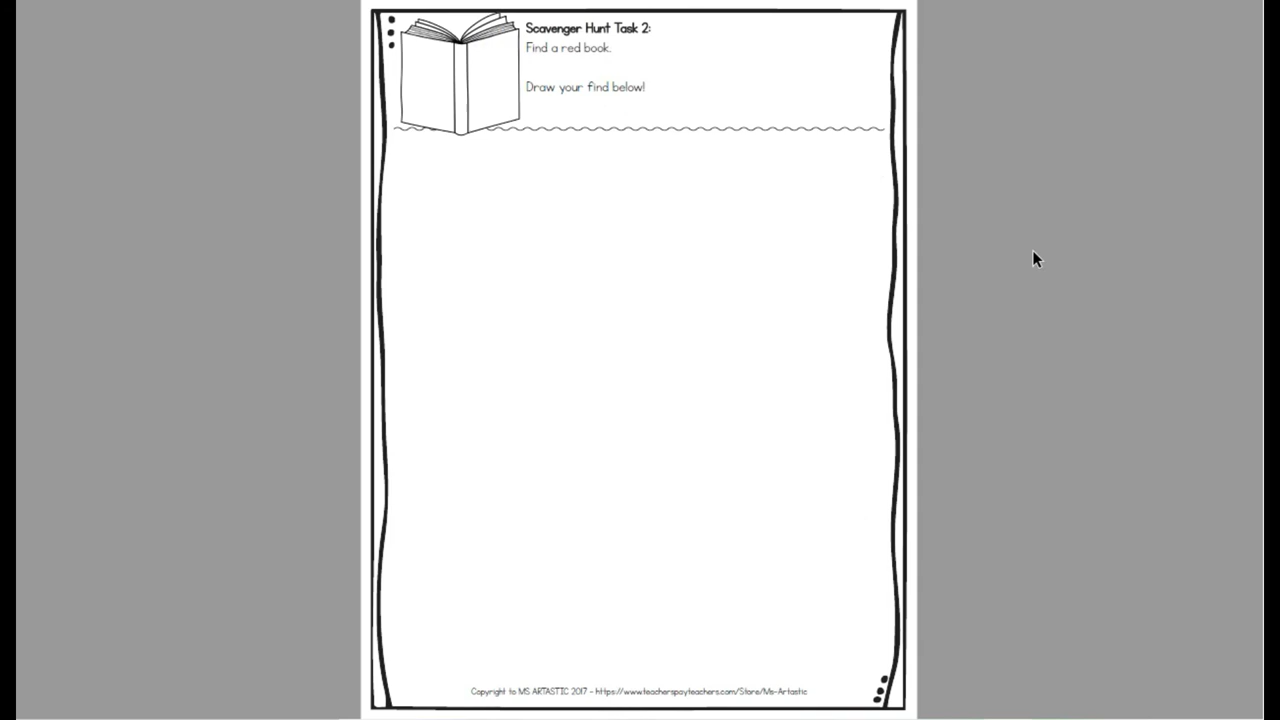 Scavenger Hunt Task 2:
Find a red book.
Draw your find below!
Copyright to MS ARTASTIC 2017 - https://www.teacherspayteachers.com/Store/Ms-Artastic